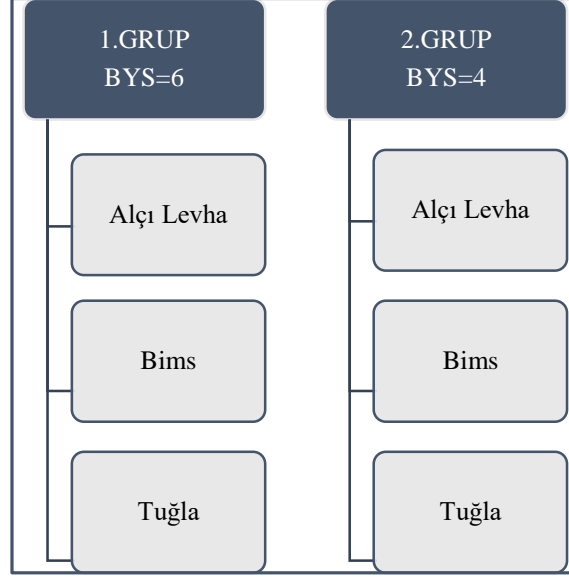 1.GRUP
BYS=6
Alçı Levha
Bims
Tuğla
2.GRUP
BYS=4
Alçı Levha
Bims
Tuğla